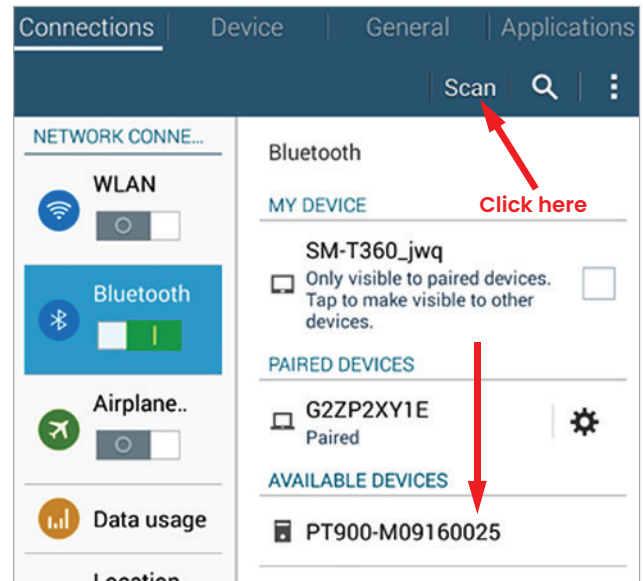 Connections Device General Applications
Scan
NETWORK CONNE...
WLAN
Bluetooth
Airplane..
Data usage
Location
Bluetooth
Click here
MY DEVICE
SM-T360_jwq
Only visible to paired devices.
Tap to make visible to other
devices.
PAIRED DEVICES
G2ZP2XY1E
Paired
AVAILABLE DEVICES
PT900-M09160025